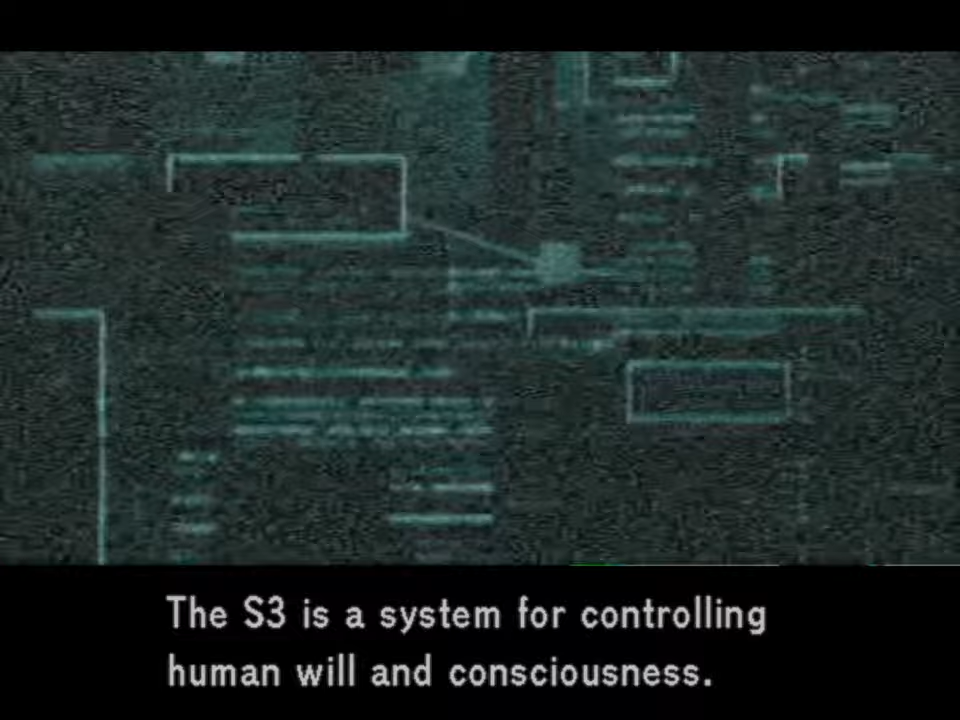 The S3 is a system for controlling
human will and consciousness.